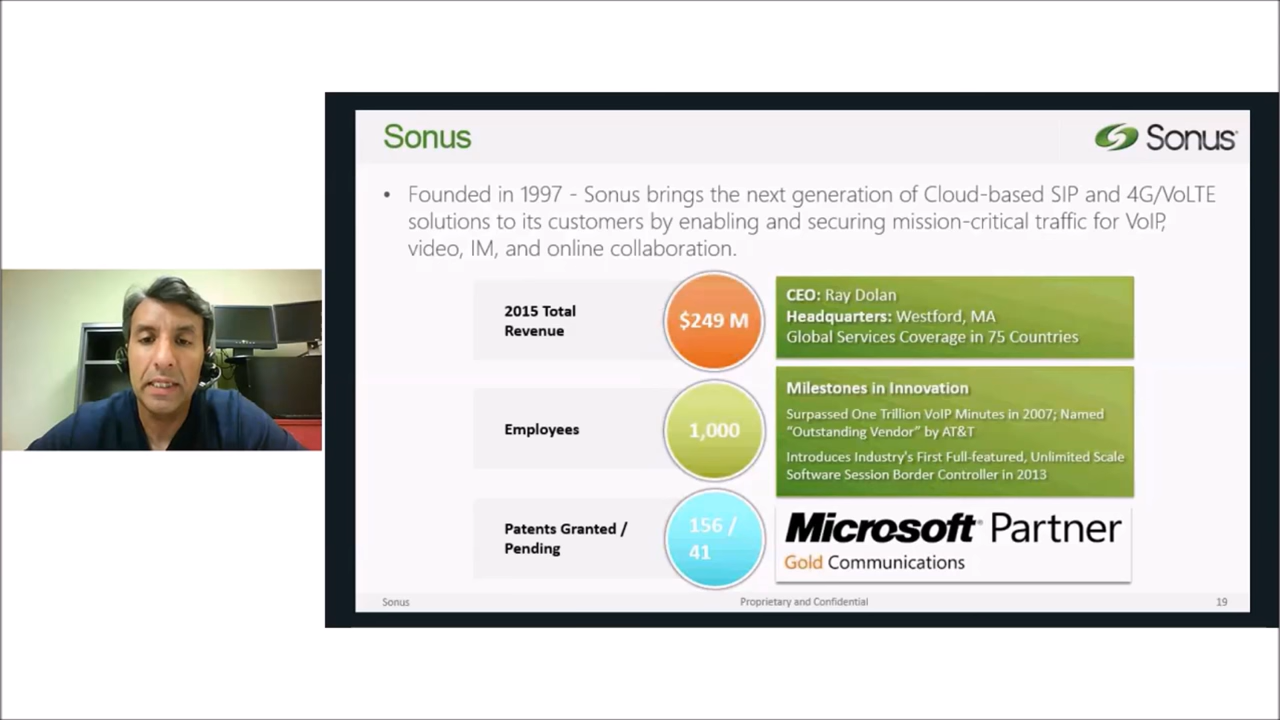 Sonus
Sonus
• Founded in 1997 - Sonus brings the next generation of Cloud-based SIP and 4G/VoLTE
solutions to its customers by enabling and securing mission-critical traffic for VoIP,
video, IM, and online collaboration.
2015 Total
Revenue
$249 M
CEO: Ray Dolan
Headquarters: Westford, MA
Global Services Coverage in 75 Countries
Employees
1,000
Milestones in Innovation
Surpassed One Trillion VoIP Minutes in 2007; Named
“Outstanding Vendor” by AT&T
Introduces Industry's First Full-featured, Unlimited Scale
Software Session Border Controller in 2013
Patents Granted /
Pending
156 /
41
Microsoft Partner
Gold Communications
Sonus
Proprietary and Confidential
19